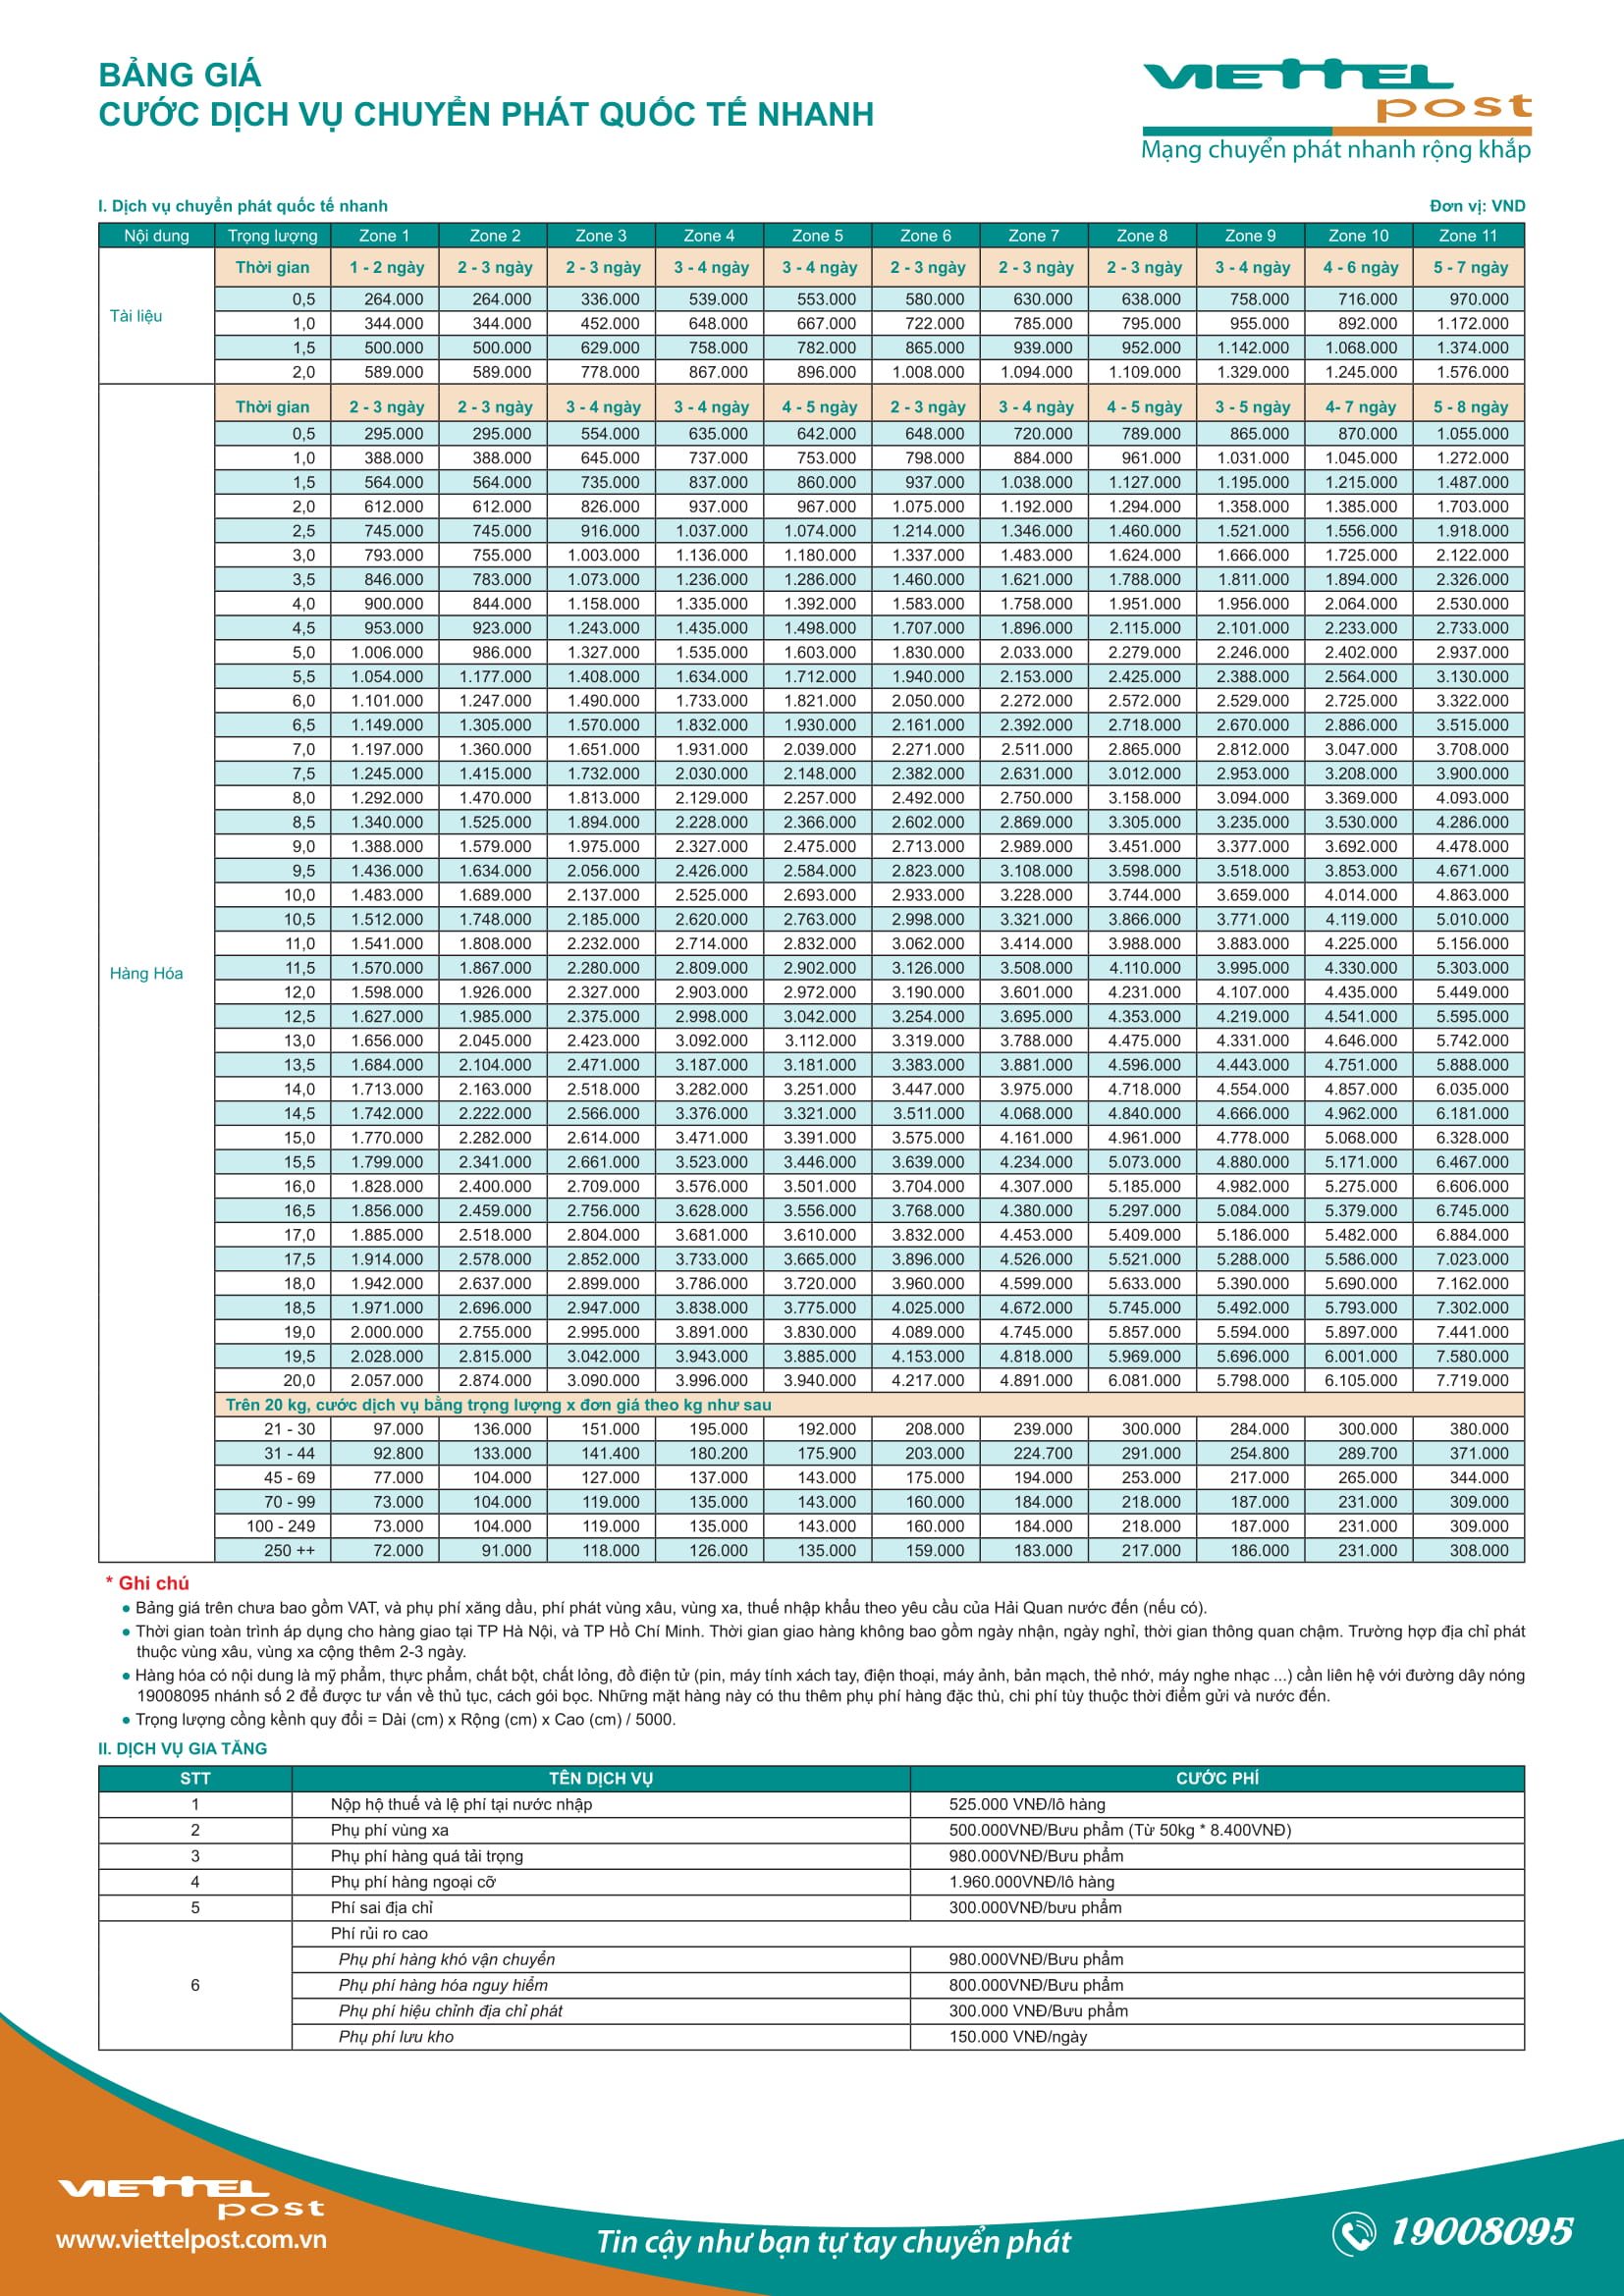 BẢNG GIÁ
CƯỚC DỊCH VỤ CHUYỂN PHÁT QUỐC TẾ NHANH
VIETTEL
post
Mạng chuyển phát nhanh rộng khắp
I. Dịch vụ chuyển phát quốc tế nhanh Đơn vị: VND
Nội dung Trọng lượng Zone 1 Zone 2 Zone 3 Zone 4 Zone 5 Zone 6 Zone 7 Zone 8 Zone 9 Zone 10 Zone 11
Thời gian 1 - 2 ngày 2 - 3 ngày 2 - 3 ngày 3 - 4 ngày 3 - 4 ngày 2 - 3 ngày 2 - 3 ngày 2 - 3 ngày 3 - 4 ngày 4 - 6 ngày 5 - 7 ngày
Tài liệu
0,5 264.000 264.000 336.000 539.000 553.000 580.000 630.000 638.000 758.000 716.000 970.000
1,0 344.000 344.000 452.000 648.000 667.000 722.000 785.000 795.000 955.000 892.000 1.172.000
1,5 500.000 500.000 629.000 758.000 782.000 865.000 939.000 952.000 1.142.000 1.068.000 1.374.000
2,0 589.000 589.000 778.000 867.000 896.000 1.008.000 1.094.000 1.109.000 1.329.000 1.245.000 1.576.000
Thời gian 2 - 3 ngày 2 - 3 ngày 3 - 4 ngày 3 - 4 ngày 4 - 5 ngày 2 - 3 ngày 3 - 4 ngày 4 - 5 ngày 3 - 5 ngày 4- 7 ngày 5 - 8 ngày
0,5 295.000 295.000 554.000 635.000 642.000 648.000 720.000 789.000 865.000 870.000 1.055.000
1,0 388.000 388.000 645.000 737.000 753.000 798.000 884.000 961.000 1.031.000 1.045.000 1.272.000
1,5 564.000 564.000 735.000 837.000 860.000 937.000 1.038.000 1.127.000 1.195.000 1.215.000 1.487.000
2,0 612.000 612.000 826.000 937.000 967.000 1.075.000 1.192.000 1.294.000 1.358.000 1.385.000 1.703.000
2,5 745.000 745.000 916.000 1.037.000 1.074.000 1.214.000 1.346.000 1.460.000 1.521.000 1.556.000 1.918.000
3,0 793.000 755.000 1.003.000 1.136.000 1.180.000 1.337.000 1.483.000 1.624.000 1.666.000 1.725.000 2.122.000
3,5 846.000 783.000 1.073.000 1.236.000 1.286.000 1.460.000 1.621.000 1.788.000 1.811.000 1.894.000 2.326.000
4,0 900.000 844.000 1.158.000 1.335.000 1.392.000 1.583.000 1.758.000 1.951.000 1.956.000 2.064.000 2.530.000
4,5 953.000 923.000 1.243.000 1.435.000 1.498.000 1.707.000 1.896.000 2.115.000 2.101.000 2.233.000 2.733.000
5,0 1.006.000 986.000 1.327.000 1.535.000 1.603.000 1.830.000 2.033.000 2.279.000 2.246.000 2.402.000 2.937.000
5,5 1.054.000 1.177.000 1.408.000 1.634.000 1.712.000 1.940.000 2.153.000 2.425.000 2.388.000 2.564.000 3.130.000
6,0 1.101.000 1.247.000 1.490.000 1.733.000 1.821.000 2.050.000 2.272.000 2.572.000 2.529.000 2.725.000 3.322.000
6,5 1.149.000 1.305.000 1.570.000 1.832.000 1.930.000 2.161.000 2.392.000 2.718.000 2.670.000 2.886.000 3.515.000
7,0 1.197.000 1.360.000 1.651.000 1.931.000 2.039.000 2.271.000 2.511.000 2.865.000 2.812.000 3.047.000 3.708.000
7,5 1.245.000 1.415.000 1.732.000 2.030.000 2.148.000 2.382.000 2.631.000 3.012.000 2.953.000 3.208.000 3.900.000
8,0 1.292.000 1.470.000 1.813.000 2.129.000 2.257.000 2.492.000 2.750.000 3.158.000 3.094.000 3.369.000 4.093.000
8,5 1.340.000 1.525.000 1.894.000 2.228.000 2.366.000 2.602.000 2.869.000 3.305.000 3.235.000 3.530.000 4.286.000
9,0 1.388.000 1.579.000 1.975.000 2.327.000 2.475.000 2.713.000 2.989.000 3.451.000 3.377.000 3.692.000 4.478.000
9,5 1.436.000 1.634.000 2.056.000 2.426.000 2.584.000 2.823.000 3.108.000 3.598.000 3.518.000 3.853.000 4.671.000
10,0 1.483.000 1.689.000 2.137.000 2.525.000 2.693.000 2.933.000 3.228.000 3.744.000 3.659.000 4.014.000 4.863.000
10,5 1.512.000 1.748.000 2.185.000 2.620.000 2.763.000 2.998.000 3.321.000 3.866.000 3.771.000 4.119.000 5.010.000
11,0 1.541.000 1.808.000 2.232.000 2.714.000 2.832.000 3.062.000 3.414.000 3.988.000 3.883.000 4.225.000 5.156.000
Hàng Hóa
11,5 1.570.000 1.867.000 2.280.000 2.809.000 2.902.000 3.126.000 3.508.000 4.110.000 3.995.000 4.330.000 5.303.000
12,0 1.598.000 1.926.000 2.327.000 2.903.000 2.972.000 3.190.000 3.601.000 4.231.000 4.107.000 4.435.000 5.449.000
12,5 1.627.000 1.985.000 2.375.000 2.998.000 3.042.000 3.254.000 3.695.000 4.353.000 4.219.000 4.541.000 5.595.000
13,0 1.656.000 2.045.000 2.423.000 3.092.000 3.112.000 3.319.000 3.788.000 4.475.000 4.331.000 4.646.000 5.742.000
13,5 1.684.000 2.104.000 2.471.000 3.187.000 3.181.000 3.383.000 3.881.000 4.596.000 4.443.000 4.751.000 5.888.000
14,0 1.713.000 2.163.000 2.518.000 3.282.000 3.251.000 3.447.000 3.975.000 4.718.000 4.554.000 4.857.000 6.035.000
14,5 1.742.000 2.222.000 2.566.000 3.376.000 3.321.000 3.511.000 4.068.000 4.840.000 4.666.000 4.962.000 6.181.000
15,0 1.770.000 2.282.000 2.614.000 3.471.000 3.391.000 3.575.000 4.161.000 4.961.000 4.778.000 5.068.000 6.328.000
15,5 1.799.000 2.341.000 2.661.000 3.523.000 3.446.000 3.639.000 4.234.000 5.073.000 4.880.000 5.171.000 6.467.000
16,0 1.828.000 2.400.000 2.709.000 3.576.000 3.501.000 3.704.000 4.307.000 5.185.000 4.982.000 5.275.000 6.606.000
16,5 1.856.000 2.459.000 2.756.000 3.628.000 3.556.000 3.768.000 4.380.000 5.297.000 5.084.000 5.379.000 6.745.000
17,0 1.885.000 2.518.000 2.804.000 3.681.000 3.610.000 3.832.000 4.453.000 5.409.000 5.186.000 5.482.000 6.884.000
17,5 1.914.000 2.578.000 2.852.000 3.733.000 3.665.000 3.896.000 4.526.000 5.521.000 5.288.000 5.586.000 7.023.000
18,0 1.942.000 2.637.000 2.899.000 3.786.000 3.720.000 3.960.000 4.599.000 5.633.000 5.390.000 5.690.000 7.162.000
18,5 1.971.000 2.696.000 2.947.000 3.838.000 3.775.000 4.025.000 4.672.000 5.745.000 5.492.000 5.793.000 7.302.000
19,0 2.000.000 2.755.000 2.995.000 3.891.000 3.830.000 4.089.000 4.745.000 5.857.000 5.594.000 5.897.000 7.441.000
19,5 2.028.000 2.815.000 3.042.000 3.943.000 3.885.000 4.153.000 4.818.000 5.969.000 5.696.000 6.001.000 7.580.000
20,0 2.057.000 2.874.000 3.090.000 3.996.000 3.940.000 4.217.000 4.891.000 6.081.000 5.798.000 6.105.000 7.719.000
Trên 20 kg, cước dịch vụ bằng trọng lượng x đơn giá theo kg như sau
21 - 30 97.000 136.000 151.000 195.000 192.000 208.000 239.000 300.000 284.000 300.000 380.000
31 - 44 92.800 133.000 141.400 180.200 175.900 203.000 224.700 291.000 254.800 289.700 371.000
45 - 69 77.000 104.000 127.000 137.000 143.000 175.000 194.000 253.000 217.000 265.000 344.000
70 - 99 73.000 104.000 119.000 135.000 143.000 160.000 184.000 218.000 187.000 231.000 309.000
100 - 249 73.000 104.000 119.000 135.000 143.000 160.000 184.000 218.000 187.000 231.000 309.000
250 ++ 72.000 91.000 118.000 126.000 135.000 159.000 183.000 217.000 186.000 231.000 308.000
* Ghi chú
● Bảng giá trên chưa bao gồm VAT, và phụ phí xăng dầu, phí phát vùng xâu, vùng xa, thuế nhập khẩu theo yêu cầu của Hải Quan nước đến (nếu có).
● Thời gian toàn trình áp dụng cho hàng giao tại TP Hà Nội, và TP Hồ Chí Minh. Thời gian giao hàng không bao gồm ngày nhận, ngày nghỉ, thời gian thông quan chậm. Trường hợp địa chỉ phát
thuộc vùng xâu, vùng xa cộng thêm 2-3 ngày.
● Hàng hóa có nội dung là mỹ phẩm, thực phẩm, chất bột, chất lỏng, đồ điện tử (pin, máy tính xách tay, điện thoại, máy ảnh, bản mạch, thẻ nhớ, máy nghe nhạc ...) cần liên hệ với đường dây nóng
19008095 nhánh số 2 để được tư vấn về thủ tục, cách gói bọc. Những mặt hàng này có thu thêm phụ phí hàng đặc thù, chi phí tùy thuộc thời điểm gửi và nước đến.
● Trọng lượng cồng kềnh quy đổi = Dài (cm) x Rộng (cm) x Cao (cm) / 5000.
II. DỊCH VỤ GIA TĂNG
STT TÊN DỊCH VỤ CƯỚC PHÍ
1 Nộp hộ thuế và lệ phí tại nước nhập 525.000 VNĐ/lô hàng
2 Phụ phí vùng xa 500.000VNĐ/Bưu phẩm (Từ 50kg * 8.400VNĐ)
3 Phụ phí hàng quá tải trọng 980.000VNĐ/Bưu phẩm
4 Phụ phí hàng ngoại cỡ 1.960.000VNĐ/lô hàng
5 Phí sai địa chỉ 300.000VNĐ/bưu phẩm
Phí rủi ro cao
Phụ phí hàng khó vận chuyển 980.000VNĐ/Bưu phẩm
6 Phụ phí hàng hóa nguy hiểm 800.000VNĐ/Bưu phẩm
Phụ phí hiệu chỉnh địa chỉ phát 300.000 VNĐ/Bưu phẩm
Phụ phí lưu kho 150.000 VNĐ/ngày
VIETTEL
post
www.viettelpost.com.vn
Tin cậy như bạn tự tay chuyển phát
19008095